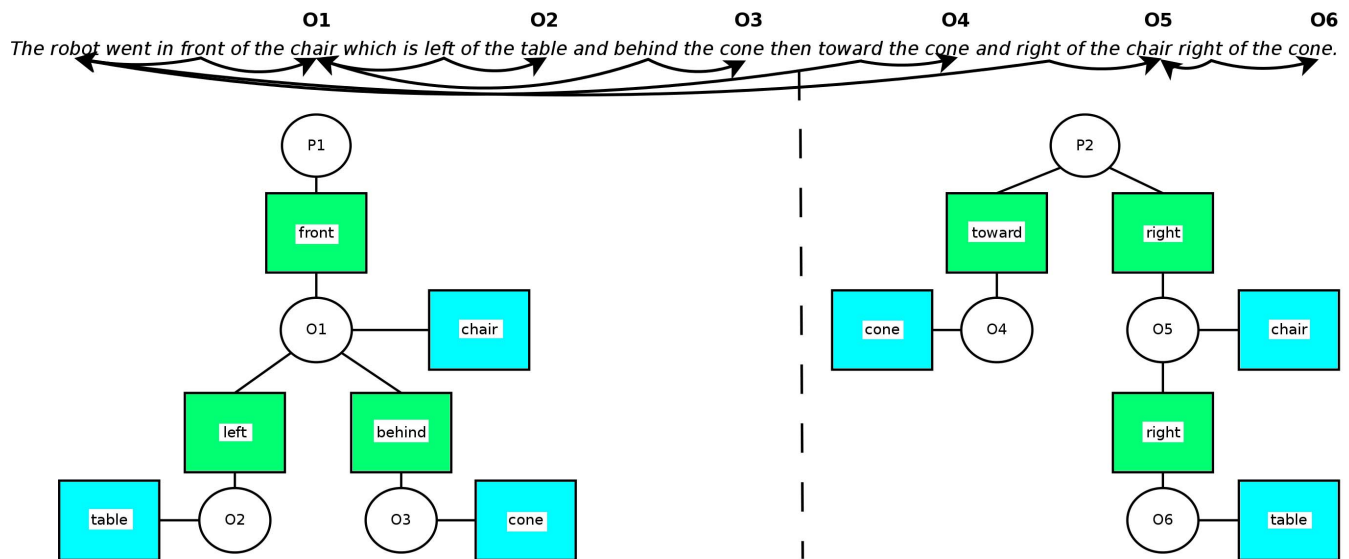 O1 O2 O3 O4 O5 O6
The robot went in front of the chair which is left of the table and behind the cone then toward the cone and right of the chair right of the cone.
P1 P2
front toward right
O1 chair cone O4 O5 chair
left behind right
table O2 O3 cone O6 table